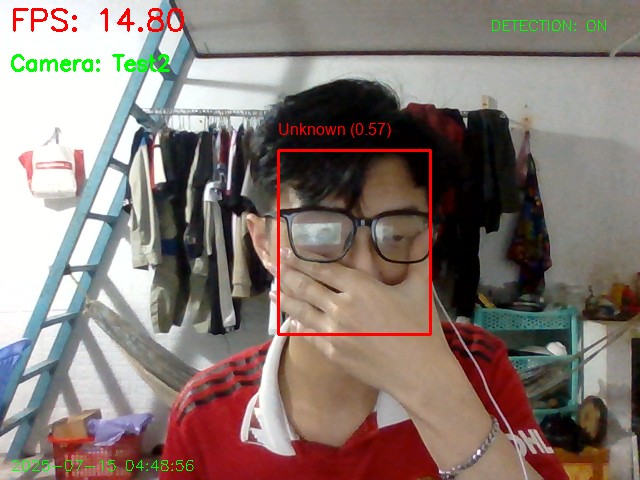 FPS: 14.80
DETECTION: ON
Camera: Test2
Unknown (0.57)
2025-07-15 04:48:56